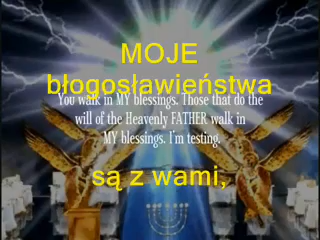 MOJE
błogosławieństwa
You walk in MY blessings. Those that do the
will of the Heavenly FATHER walk in
MY blessings. I'm testing,
są z wami,